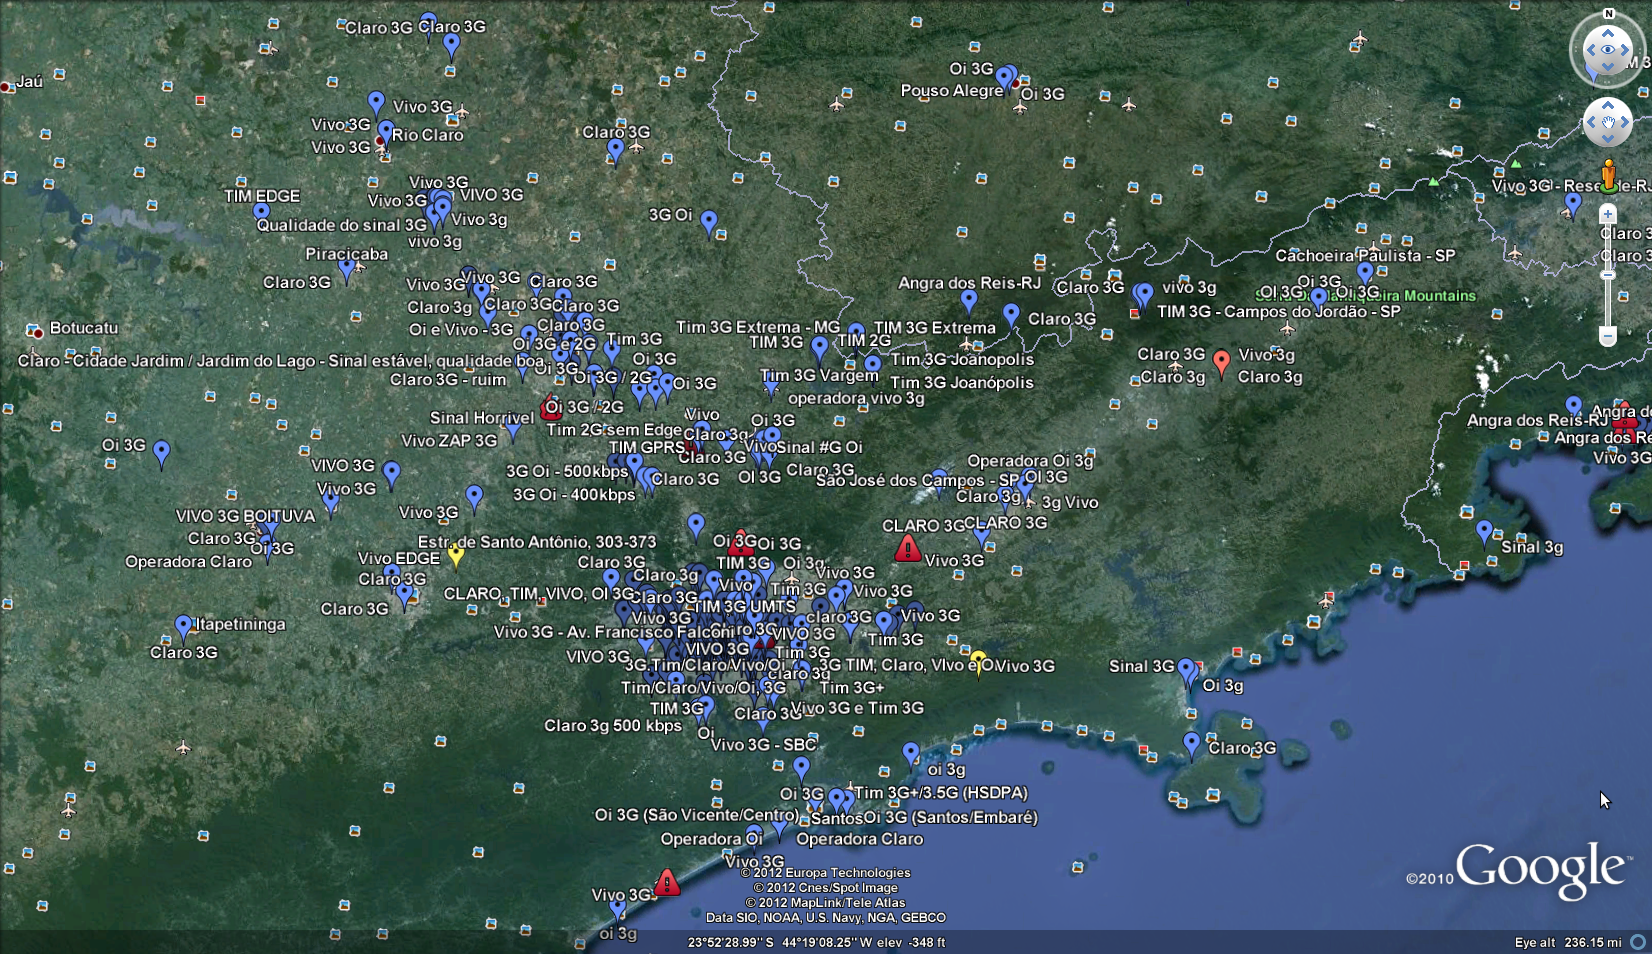 Claro 3G Claro 3G
N
Oi 3G
Pouso Alegre Oi 3G
Jaú
Vivo 3G
Vivo 3G
Rio Claro
Vivo 3G
Claro 3G
Vivo 3G
TIM EDGE
Vivo 3G VIVO 3G
Qualidade do sinal 3G Vivo 3g
vivo 3g
3G Oi
Piracicaba
Claro 3G
Vivo 3G Vivo 3G Claro 3G
Claro 3g Claro 3G Claro 3G
Oi e Vivo - 3G Claro 3G
Oi 3G e 2G Tim 3G
Angra dos Reis-RJ
Claro 3G vivo 3g
Cachoeira Paulista - SP
Oi 3G
OI 3G Oi 3G
TIM 3G - Campos do Jordão - SP
Claro 3G
Botucatu
Tim 3G Extrema - MG TIM 3G Extrema
TIM 3G TIM 2G
Claro - Cidade Jardim / Jardim do Lago - Sinal estável, qualidade boa
Oi 3G
Oi 3G
Claro 3G - ruim
Oi 3G / 2G Oi 3G
Tim 3G Vargem
Tim 3G Joanopolis
Tim 3G Joanópolis
operadora vivo 3g
Claro 3G Vivo 3g
Claro 3g Claro 3g
Oi 3G / 2G
Sinal Horrivel
Vivo
Tim 2G sem Edge
Claro 3g
Oi 3G
Vivo ZAP 3G
TIM GPRS
Vivo Sinal #G Oi
Claro 3G
Angra dos Reis-RJ
Vivo 3G
Oi 3G
VIVO 3G
Vivo 3G
3G Oi - 500kbps
Claro 3G OI 3G Claro 3G
3G Oi - 400kbps
São José dos Campos - SP
Operadora Oi 3g
OI 3G
Claro 3g 3g Vivo
VIVO 3G BOITUVA
Vivo 3G
Claro 3G
Oi 3G
Operadora Claro
CLARO 3G CLARO 3G
Vivo 3G
Sinal 3g
Estr. de Santo Antônio, 303-373
Oi 3G Oi 3G
Vivo EDGE
Claro 3G
Claro 3G
TIM 3G
Vivo 3G
Claro 3g
CLARO, TIM, VIVO, OI 3G Claro 3G
Vivo
Tim 3G Vivo 3G
Claro 3G
TIM 3G UMTS
Vivo 3G
claro 3G Vivo 3G
Itapetininga
Claro 3G
Vivo 3G - Av. Francisco Falconi
VIVO 3G
Tim 3G
VIVO 3G
VIVO 3G
Tim 3G
3G Tim/Claro/Vivo/Oi
3G TIM, Claro, VIvo e Oi
Vivo 3G
claro 3g
Tim/Claro/Vivo/Oi, 3G Tim 3G+
Sinal 3G
Oi 3g
TIM 3G
Claro 3G Vivo 3G e Tim 3G
Claro 3g 500 kbps
Oi
Vivo 3G - SBC
Claro 3G
oi 3g
Oi 3G
Tim 3G+/3.5G (HSDPA)
Oi 3G (São Vicente/Centro)
Santos Oi 3G (Santos/Embaré)
Operadora Oi Operadora Claro
Vivo 3G
Vivo 3G
oi 3g
© 2012 Europa Technologies
© 2012 Cnes/Spot Image
© 2012 MapLink/Tele Atlas
Data SIO, NOAA, U.S. Navy, NGA, GEBCO
©2010 Google™
23°52'28.99" S 44°19'08.25" W elev -348 ft
Eye alt 236.15 mi